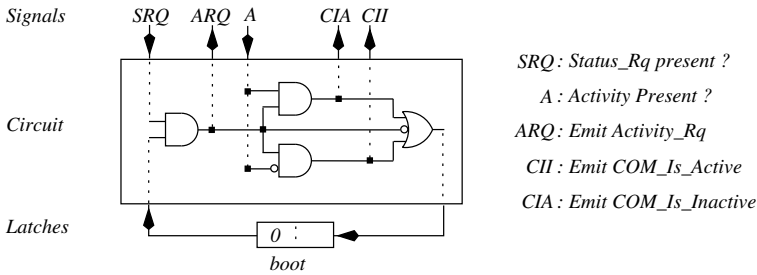 Signals SRQ ARQ A CIA CII
SRQ : Status_Rq present ?
A : Activity Present ?
Circuit
ARQ : Emit Activity_Rq
CII : Emit COM_Is_Active
CIA : Emit COM_Is_Inactive
Latches
0 :
boot